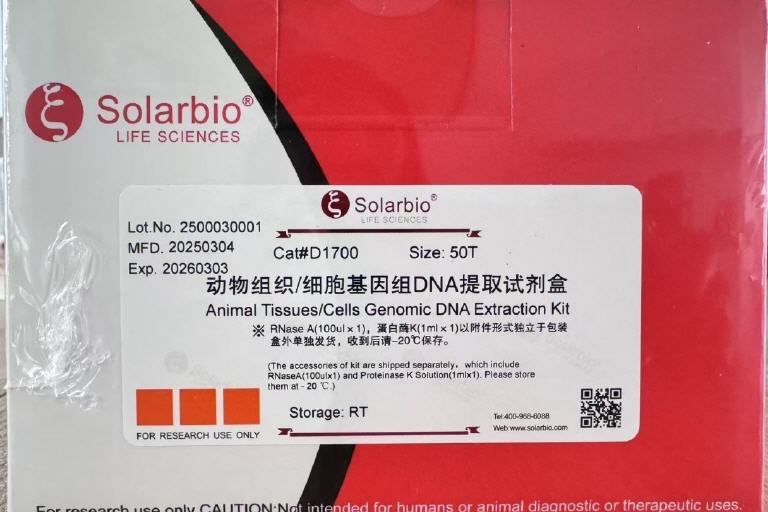 Solarbio®
LIFE SCIENCES
Solarbio®
LIFE SCIENCES
Lot.No. 2500030001
MFD. 20250304
Exp. 20260303
Cat#D1700 Size: 50T
动物组织/细胞基因组DNA提取试剂盒
Animal Tissues/Cells Genomic DNA Extraction Kit
※ RNase A(100ul×1)，蛋白酶K(1ml×1)以附件形式独立于包装
盒外单独发货，收到后请-20℃保存。
(The accessories of kit are shipped separately，which include
RNaseA(100ulx1) and Proteinase K Solution(1mlx1). Please store
them at - 20 ℃.)
Storage: RT
FOR RESEARCH USE ONLY
Tel:400-968-6088
Web:www.solarbio.com
For research use only CAUTION:Not intended for humans or animal diagnostic or therapeutic uses.